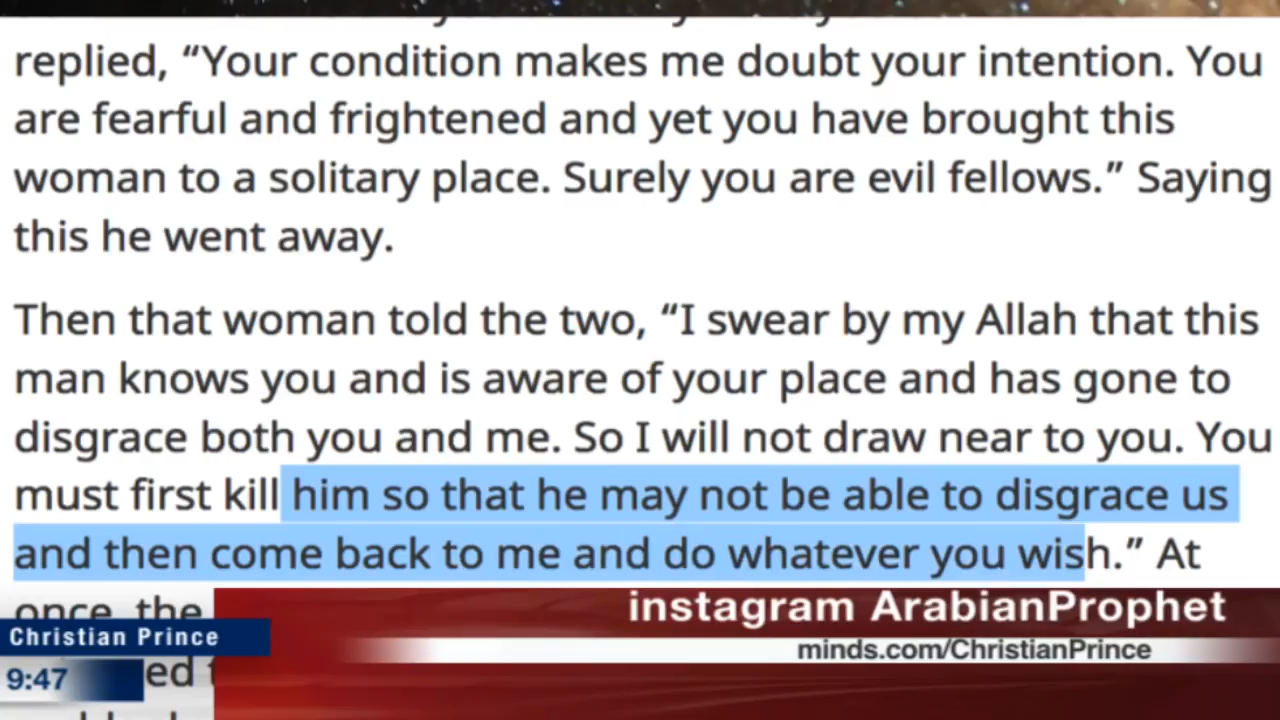 replied, “Your condition makes me doubt your intention. You
are fearful and frightened and yet you have brought this
woman to a solitary place. Surely you are evil fellows.” Saying
this he went away.
Then that woman told the two, “I swear by my Allah that this
man knows you and is aware of your place and has gone to
disgrace both you and me. So I will not draw near to you. You
must first kill him so that he may not be able to disgrace us
and then come back to me and do whatever you wish.” At
once, the
instagram ArabianProphet
Christian Prince
minds.com/ChristianPrince
9:47